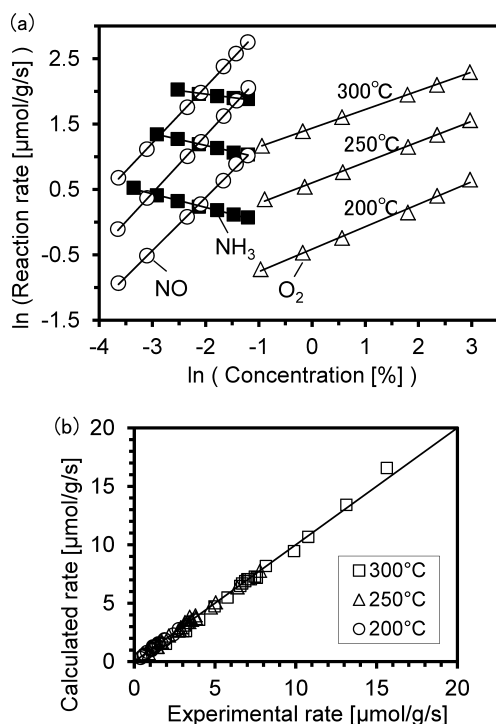 (a)
ln (Reaction rate [μmol/g/s)
2.5
1.5
0.5
-0.5
-1.5
300°C
250°C
200°C
NH₃
NO
O₂
-4 -3 -2 -1 0 1 2 3
ln ( Concentration [%] )
(b)
Calculated rate [μmol/g/s]
20
15
10
5
0
300°C
250°C
200°C
0 5 10 15 20
Experimental rate [μmol/g/s]